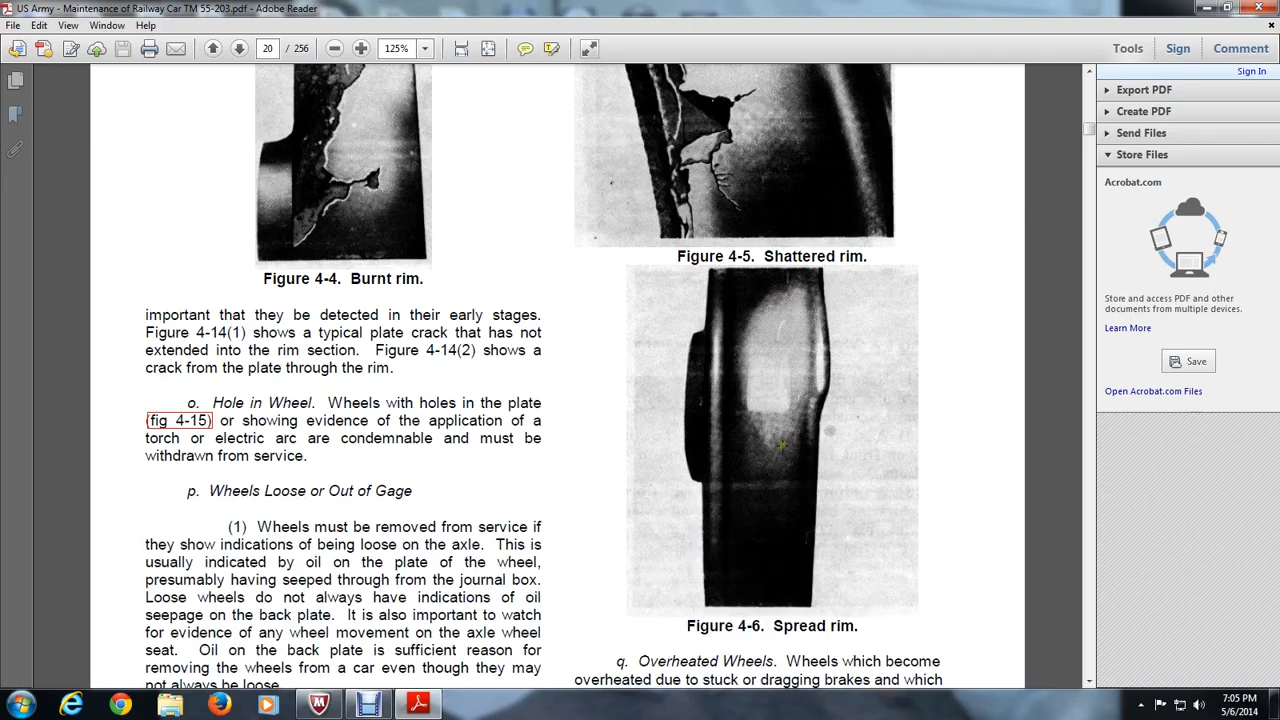 US Army - Maintenance of Railway Car TM 55-203.pdf - Adobe Reader
File Edit View Window Help
20 / 256
125%
Tools Sign Comment
Sign In
Export PDF
Create PDF
Send Files
Store Files
Acrobat.com
Store and access PDF and other
documents from multiple devices.
Learn More
Save
Open Acrobat.com Files
Figure 4-4. Burnt rim.
important that they be detected in their early stages.
Figure 4-14(1) shows a typical plate crack that has not
extended into the rim section. Figure 4-14(2) shows a
crack from the plate through the rim.
o. Hole in Wheel. Wheels with holes in the plate
(fig 4-15) or showing evidence of the application of a
torch or electric arc are condemnable and must be
withdrawn from service.
p. Wheels Loose or Out of Gage
(1) Wheels must be removed from service if
they show indications of being loose on the axle. This is
usually indicated by oil on the plate of the wheel,
presumably having seeped through from the journal box.
Loose wheels do not always have indications of oil
seepage on the back plate. It is also important to watch
for evidence of any wheel movement on the axle wheel
seat. Oil on the back plate is sufficient reason for
removing the wheels from a car even though they may
not always be loose.
Figure 4-5. Shattered rim.
Figure 4-6. Spread rim.
q. Overheated Wheels. Wheels which become
overheated due to stuck or dragging brakes and which
7:05 PM
5/6/2014